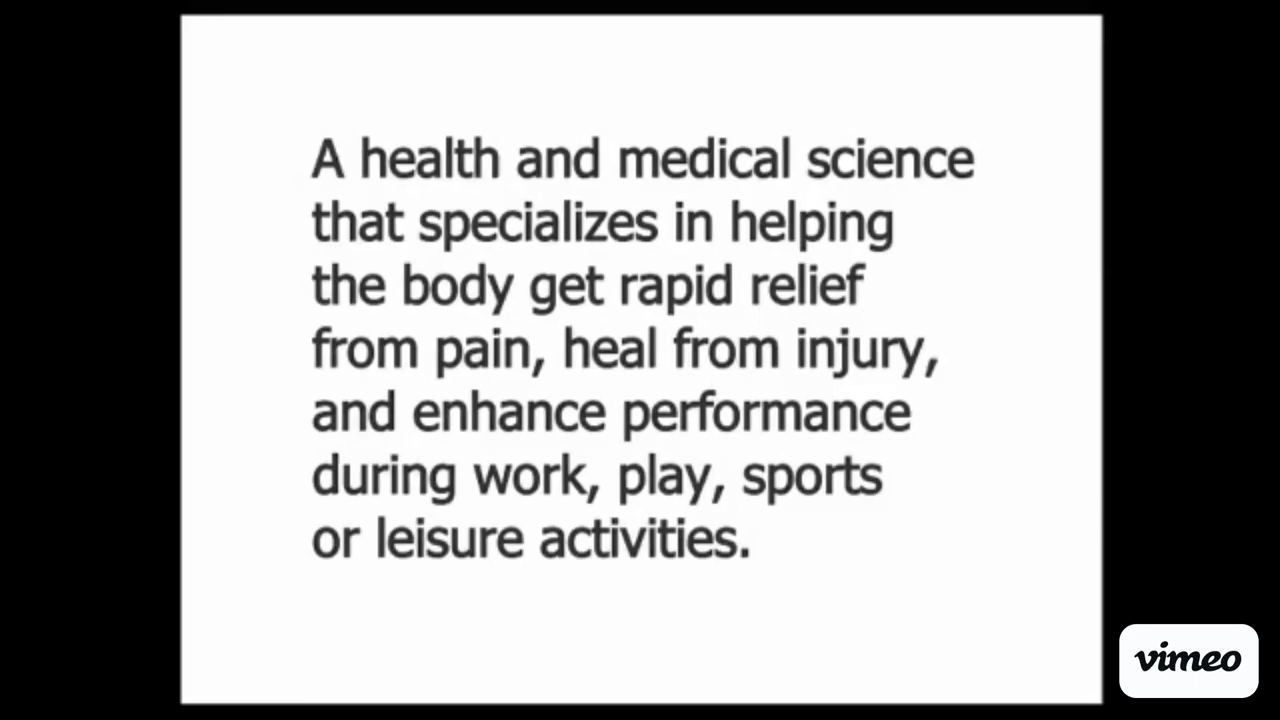 A health and medical science
that specializes in helping
the body get rapid relief
from pain, heal from injury,
and enhance performance
during work, play, sports
or leisure activities.
vimeo